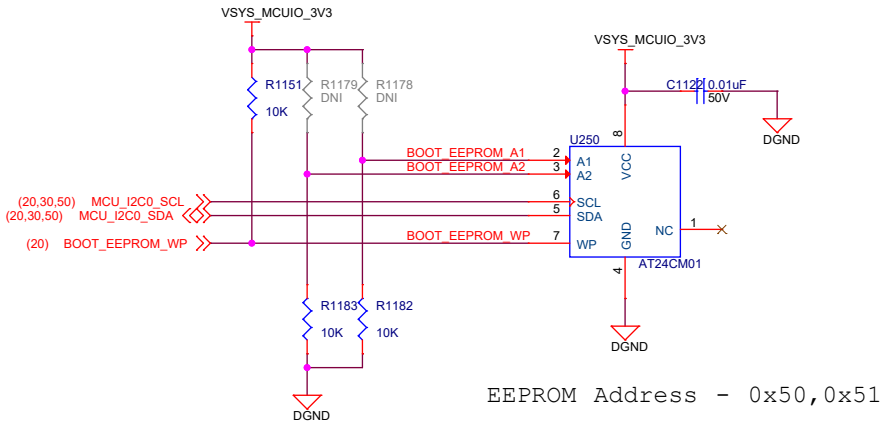 VSYS_MCUIO_3V3
VSYS_MCUIO_3V3
R1151
10K
R1179
DNI
R1178
DNI
C1122 0.01uF
50V
DGND
U250
8
VCC
BOOT_EEPROM_A1 2 A1
BOOT_EEPROM_A2 3 A2
(20,30,50) MCU_I2C0_SCL 6 SCL
(20,30,50) MCU_I2C0_SDA 5 SDA
(20) BOOT_EEPROM_WP BOOT_EEPROM_WP 7 WP
GND
NC 1
4
AT24CM01
R1183
10K
R1182
10K
DGND
DGND
EEPROM Address - 0x50,0x51